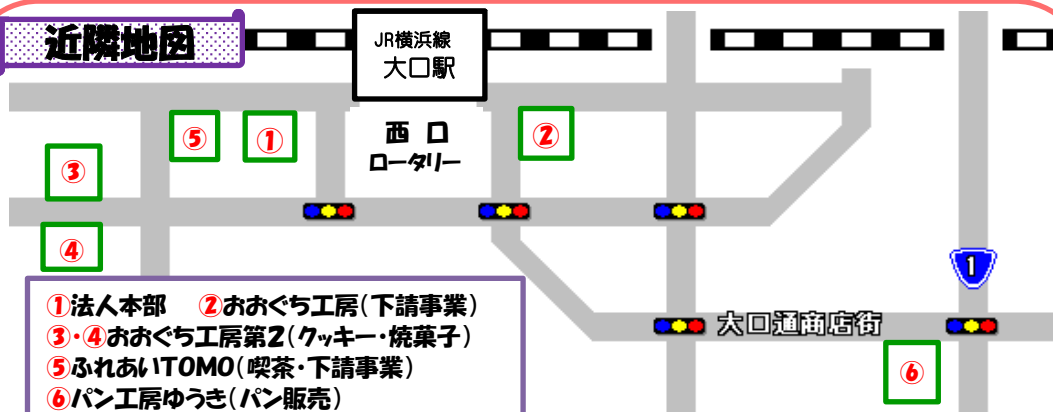 近隣地図
JR横浜線
大口駅
西口
ロータリー
⑤
①
②
③
④
1
大口通商店街
⑥
①法人本部 ②おおぐち工房(下請事業)
③・④おおぐち工房第2(クッキー・焼菓子)
⑤ふれあいTOMO(喫茶・下請事業)
⑥パン工房ゆうき(パン販売)